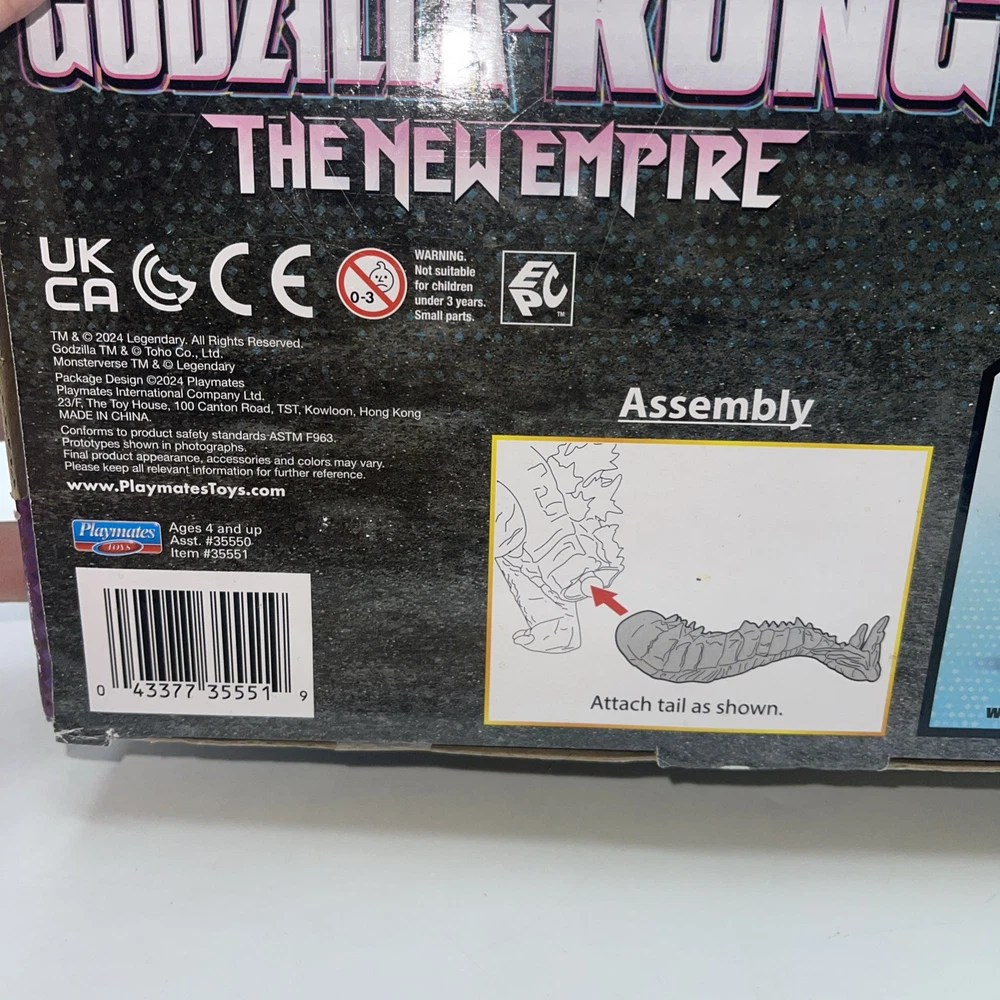 GODZILLA x KONG
THE NEW EMPIRE
UK
CA
CE
0-3
WARNING.
Not suitable
for children
under 3 years.
Small parts.
EPC
TM
TM & © 2024 Legendary. All Rights Reserved.
Godzilla TM & © Toho Co., Ltd.
Monsterverse TM & © Legendary
Package Design ©2024 Playmates
Playmates International Company Ltd.
23/F, The Toy House, 100 Canton Road, TST, Kowloon, Hong Kong
MADE IN CHINA.
Conforms to product safety standards ASTM F963.
Prototypes shown in photographs.
Final product appearance, accessories and colors may vary.
Please keep all relevant information for further reference.
www.PlaymatesToys.com
Playmates
TOYS
Ages 4 and up
Asst. #35550
Item #35551
0 43377 35551 9
Assembly
Attach tail as shown.